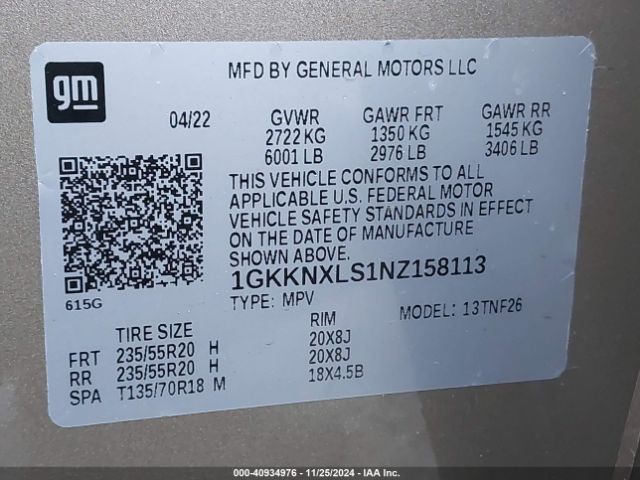 gm
MFD BY GENERAL MOTORS LLC
04/22 GVWR GAWR FRT GAWR RR
2722 KG 1350 KG 1545 KG
6001 LB 2976 LB 3406 LB
THIS VEHICLE CONFORMS TO ALL
APPLICABLE U.S. FEDERAL MOTOR
VEHICLE SAFETY STANDARDS IN EFFECT
ON THE DATE OF MANUFACTURE
SHOWN ABOVE.
1GKKNXLS1NZ158113
615G
TYPE: MPV MODEL: 13TNF26
TIRE SIZE RIM
FRT 235/55R20 H 20X8J
RR 235/55R20 H 20X8J
SPA T135/70R18 M 18X4.5B
000-40934976 - 11/25/2024 - IAA Inc.